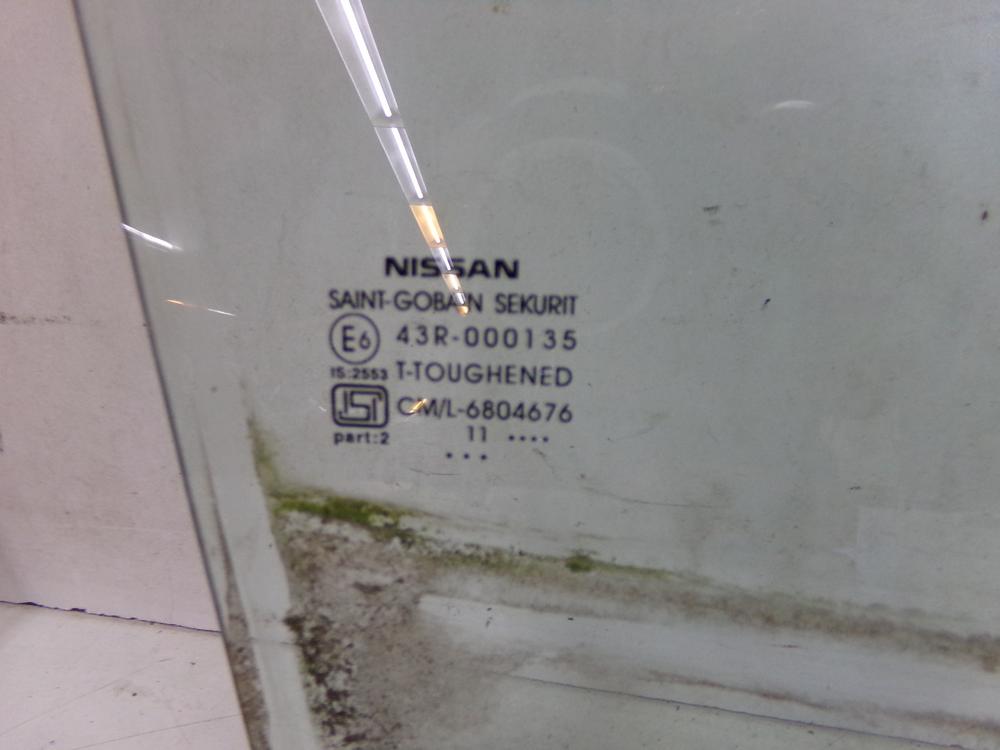 NISSAN
SAINT-GOBAIN SEKURIT
E6 43R-000135
IS:2553 T-TOUGHENED
ISI CM/L-6804676
part:2 11 ....
...